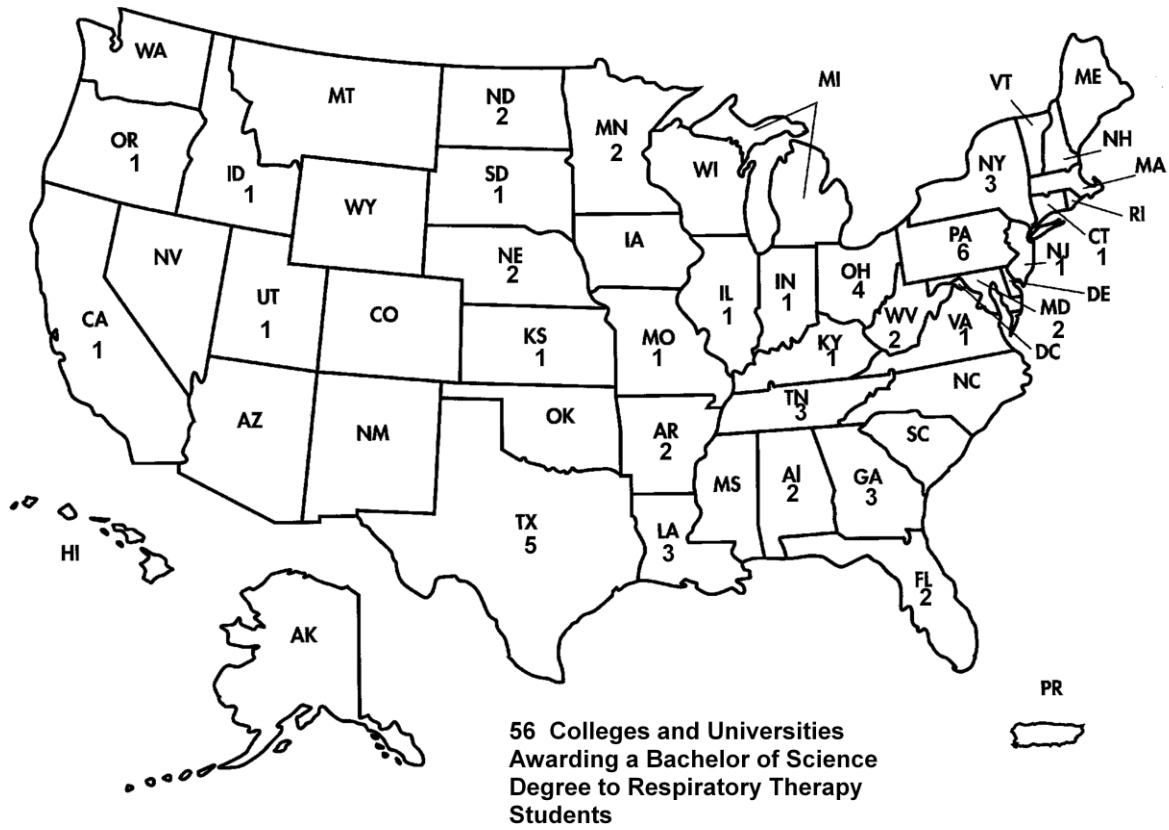 WA
MT
ND
2
MN
2
MI
VT
ME
NH
MA
RI
CT
1
OR
1
ID
1
WY
SD
1
WI
NY
3
NV
UT
1
CO
NE
2
IA
IL
1
IN
1
OH
4
PA
6
NJ
1
DE
MD
2
DC
CA
1
KS
1
MO
1
KY
1
WV
2
VA
1
AZ
NM
OK
AR
2
TN
3
NC
SC
TX
5
LA
3
MS
Al
2
GA
3
FL
2
HI
AK
PR
56 Colleges and Universities
Awarding a Bachelor of Science
Degree to Respiratory Therapy
Students